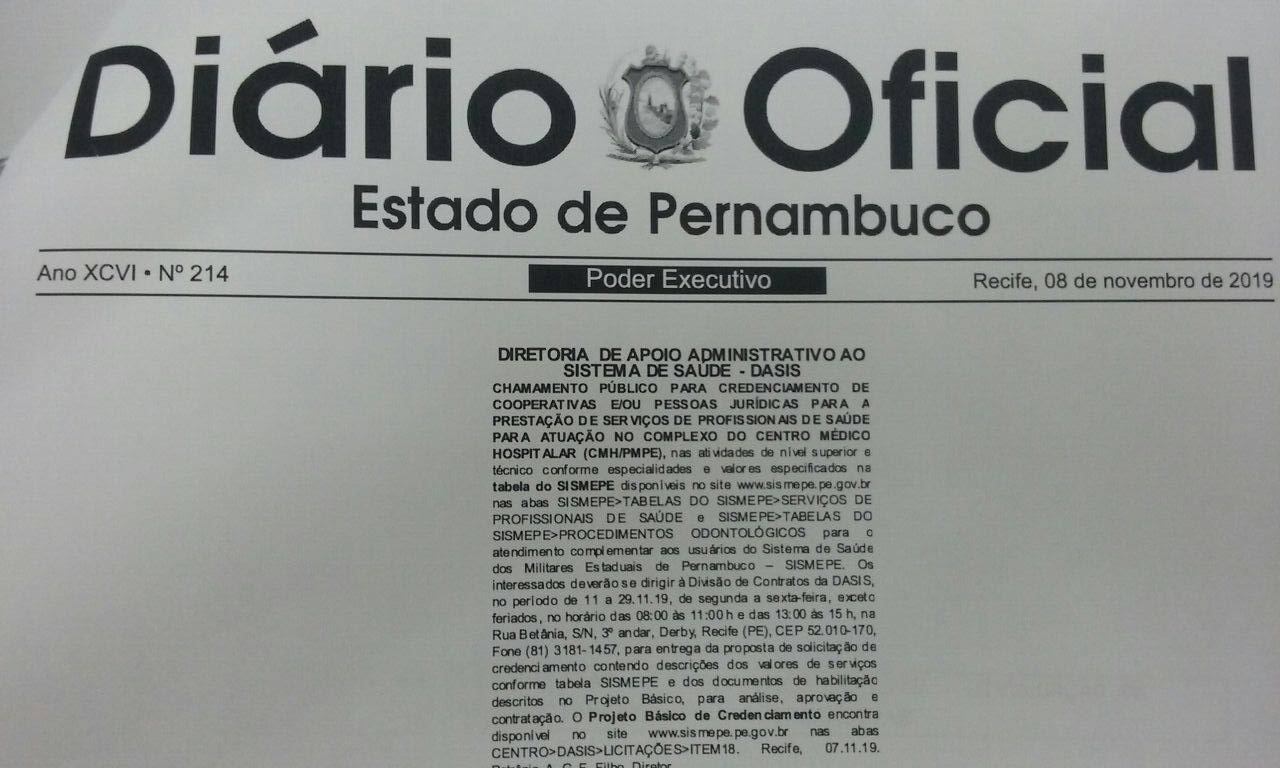 Diário Oficial
Estado de Pernambuco
Ano XCVI • Nº 214
Poder Executivo
Recife, 08 de novembro de 2019
DIRETORIA DE APOIO ADMINISTRATIVO AO
SISTEMA DE SAÚDE - DASIS
CHAMAMENTO PÚBLICO PARA CREDENCIAMENTO DE
COOPERATIVAS E/OU PESSOAS JURÍDICAS PARA A
PRESTAÇÃO DE SERVIÇOS DE PROFISSIONAIS DE SAÚDE
PARA ATUAÇÃO NO COMPLEXO DO CENTRO MÉDICO
HOSPITALAR (CMH/PMPE), nas atividades de nível superior e
técnico conforme especialidades e valores especificados na
tabela do SISMEPE disponíveis no site www.sismepe.pe.gov.br
nas abas SISMEPE>TABELAS DO SISMEPE>SERVIÇOS DE
PROFISSIONAIS DE SAÚDE e SISMEPE>TABELAS DO
SISMEPE>PROCEDIMENTOS ODONTOLÓGICOS para o
atendimento complementar aos usuários do Sistema de Saúde
dos Militares Estaduais de Pernambuco – SISMEPE. Os
interessados deverão se dirigir à Divisão de Contratos da DASIS,
no período de 11 a 29.11.19, de segunda a sexta-feira, exceto
feriados, no horário das 08:00 às 11:00 h e das 13:00 às 15 h, na
Rua Betânia, S/N, 3º andar, Derby, Recife (PE), CEP 52.010-170,
Fone (81) 3181-1457, para entrega da proposta de solicitação de
credenciamento contendo descrições dos valores de serviços
conforme tabela SISMEPE e dos documentos de habilitação
descritos no Projeto Básico, para análise, aprovação e
contratação. O Projeto Básico de Credenciamento encontra
disponível no site www.sismepe.pe.gov.br nas abas
CENTRO>DASIS>LICITAÇÕES>ITEM18. Recife, 07.11.19.
A. C. F. Filho, Diretor